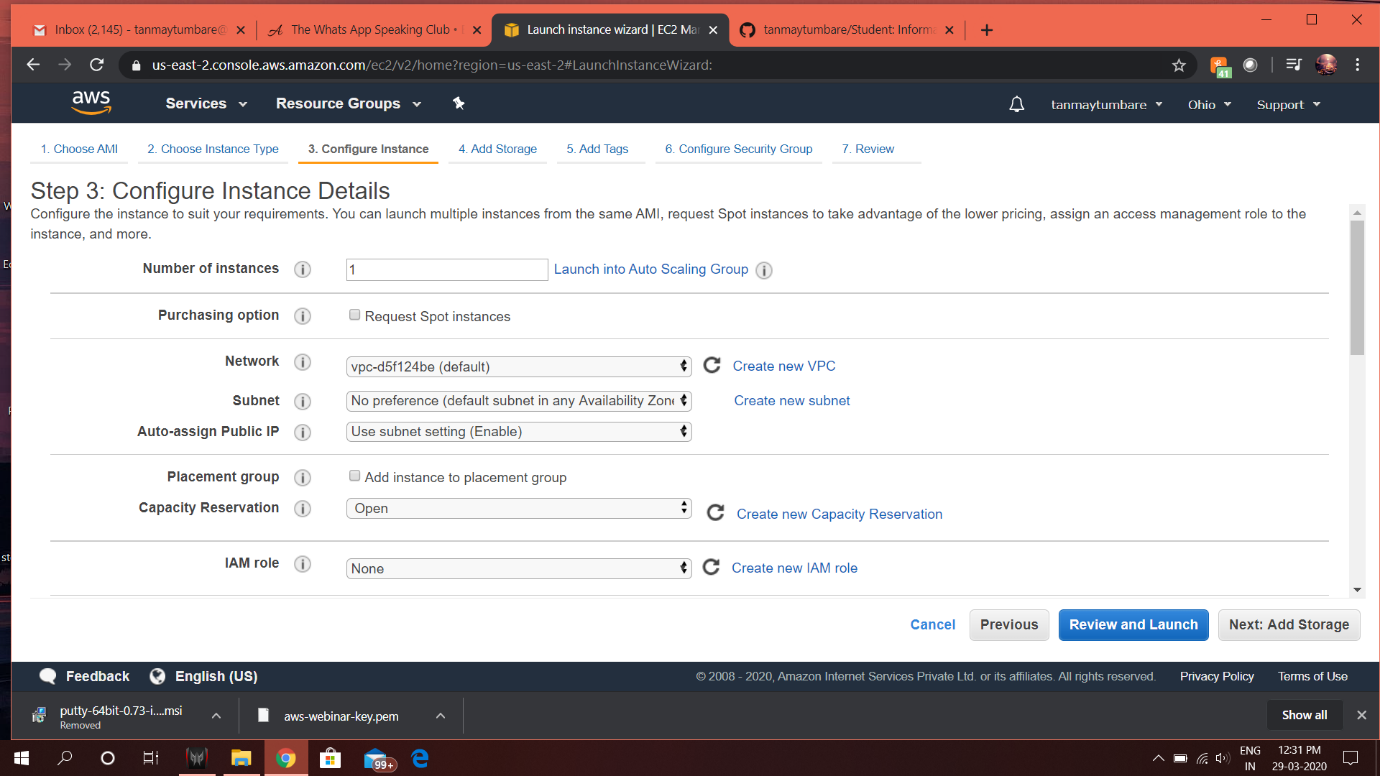 Inbox (2,145) - tanmaytumbare@
The Whats App Speaking Club •
Launch instance wizard | EC2 Ma
tanmaytumbare/Student: Inform
us-east-2.console.aws.amazon.com/ec2/v2/home?region=us-east-2#LaunchInstanceWizard:
41
aws
Services
Resource Groups
tanmaytumbare
Ohio
Support
1. Choose AMI
2. Choose Instance Type
3. Configure Instance
4. Add Storage
5. Add Tags
6. Configure Security Group
7. Review
Step 3: Configure Instance Details
Configure the instance to suit your requirements. You can launch multiple instances from the same AMI, request Spot instances to take advantage of the lower pricing, assign an access management role to the
instance, and more.
Number of instances
1
Launch into Auto Scaling Group
Purchasing option
Request Spot instances
Network
vpc-d5f124be (default)
Create new VPC
Subnet
No preference (default subnet in any Availability Zon
Create new subnet
Auto-assign Public IP
Use subnet setting (Enable)
Placement group
Add instance to placement group
Capacity Reservation
Open
Create new Capacity Reservation
IAM role
None
Create new IAM role
Cancel
Previous
Review and Launch
Next: Add Storage
Feedback
English (US)
© 2008 - 2020, Amazon Internet Services Private Ltd. or its affiliates. All rights reserved.
Privacy Policy
Terms of Use
putty-64bit-0.73-i....msi
Removed
aws-webinar-key.pem
Show all
99+
ENG
IN
12:31 PM
29-03-2020